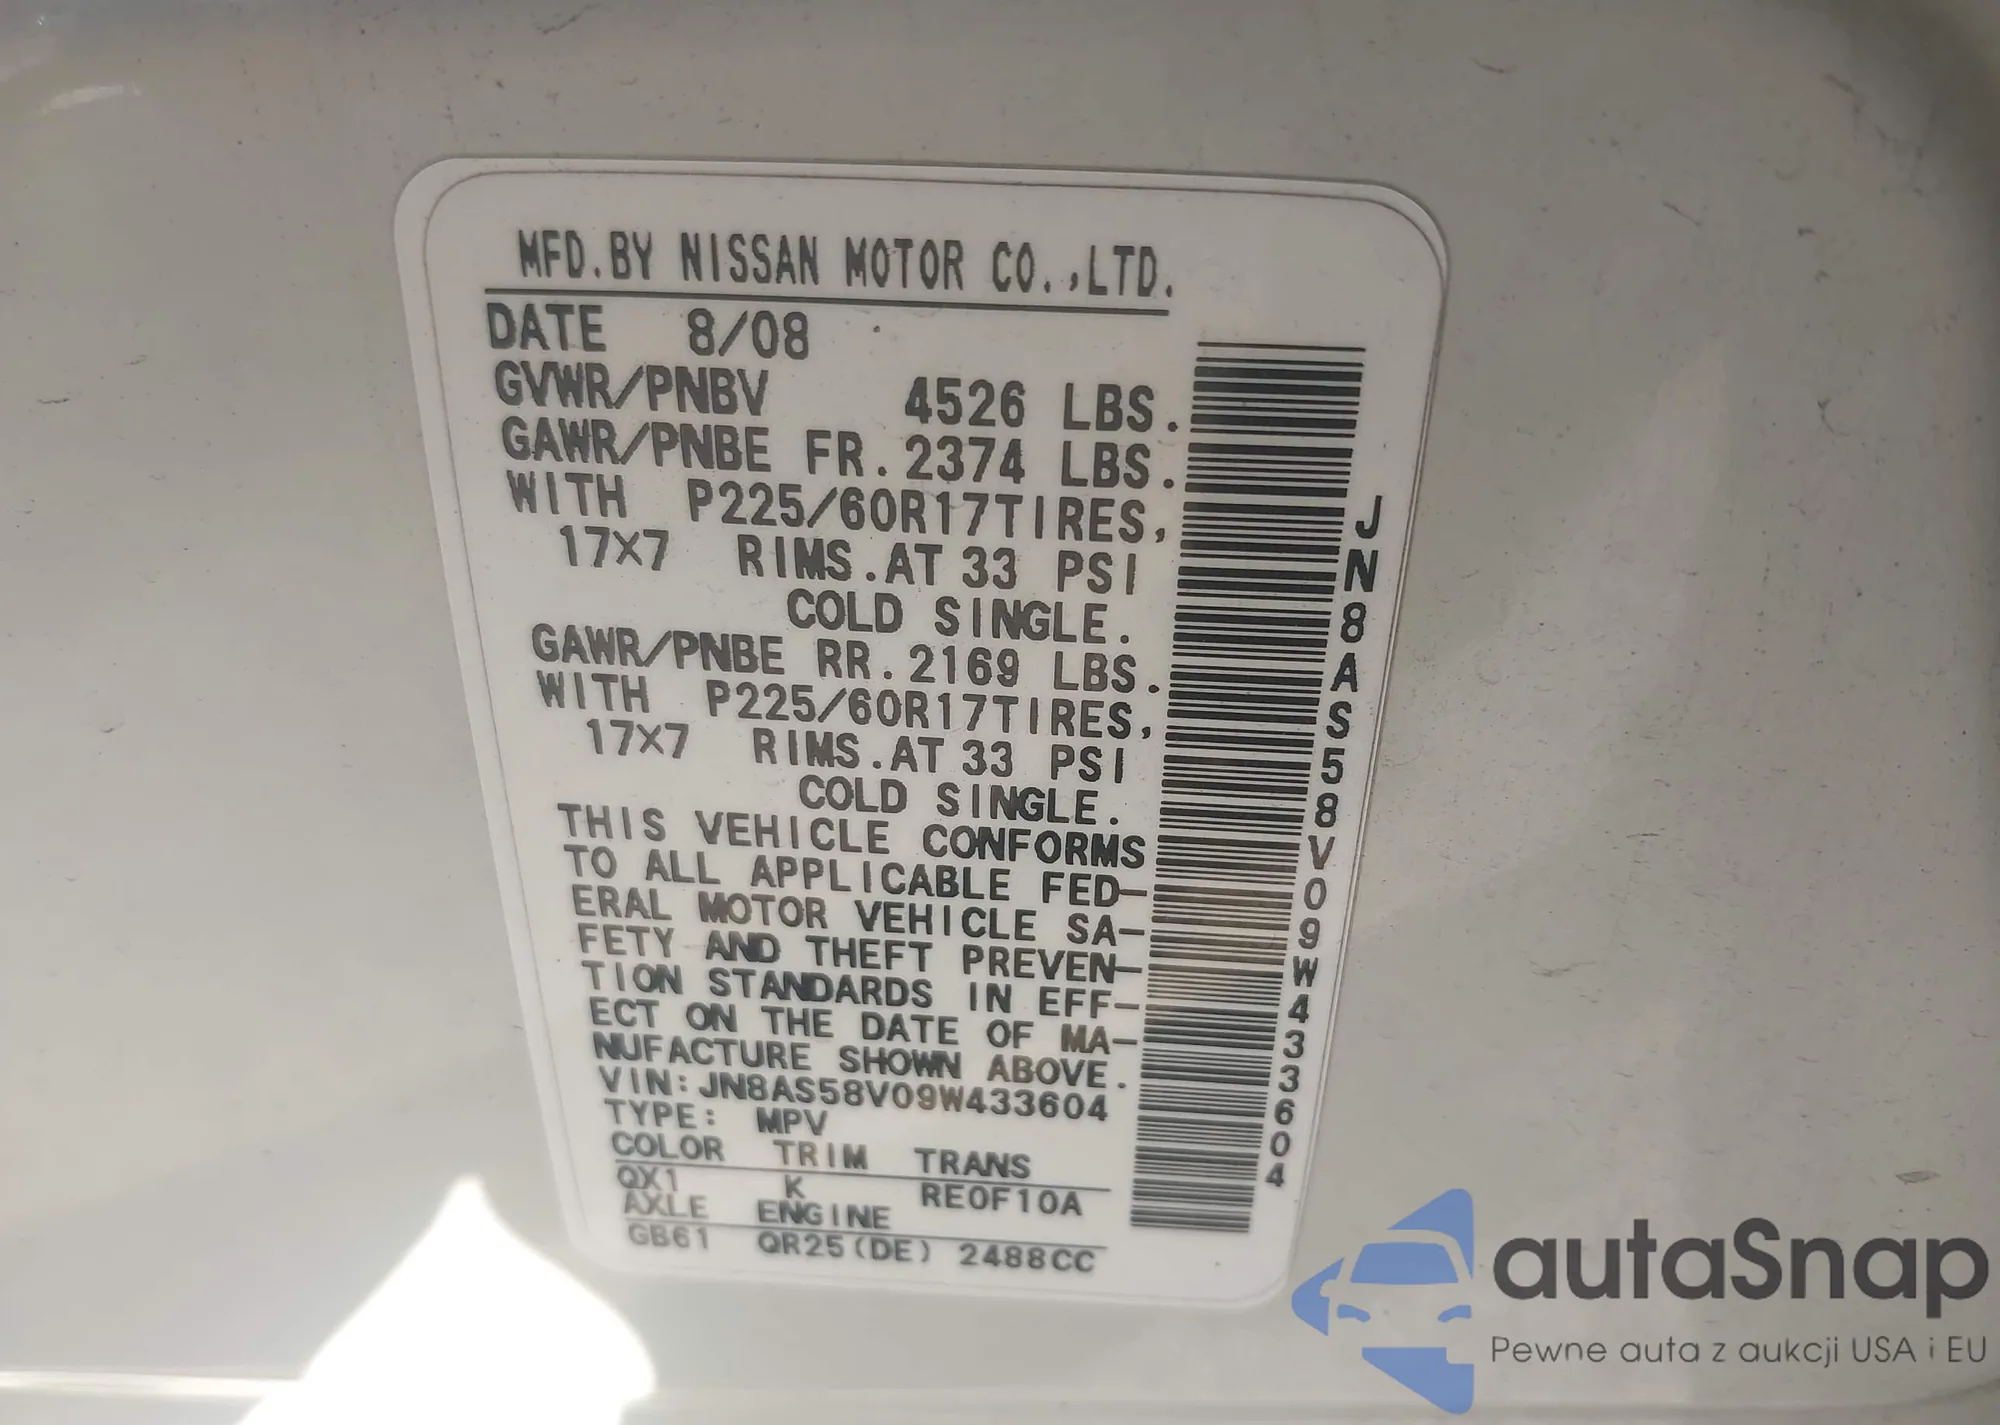 MFD.BY NISSAN MOTOR CO.,LTD.
DATE 8/08
GVWR/PNBV 4526 LBS.
GAWR/PNBE FR.2374 LBS.
WITH P225/60R17TIRES,
17X7 RIMS.AT 33 PSI
COLD SINGLE.
GAWR/PNBE RR.2169 LBS.
WITH P225/60R17TIRES,
17X7 RIMS.AT 33 PSI
COLD SINGLE.
THIS VEHICLE CONFORMS
TO ALL APPLICABLE FED-
ERAL MOTOR VEHICLE SA-
FETY AND THEFT PREVEN-
TION STANDARDS IN EFF-
ECT ON THE DATE OF MA-
NUFACTURE SHOWN ABOVE.
VIN:JN8AS58V09W433604
TYPE: MPV
COLOR TRIM TRANS
QX1 K RE0F10A
AXLE ENGINE
GB61 QR25(DE) 2488CC
JN8AS58V09W433604
autaSnap
Pewne auta z aukcji USA i EU